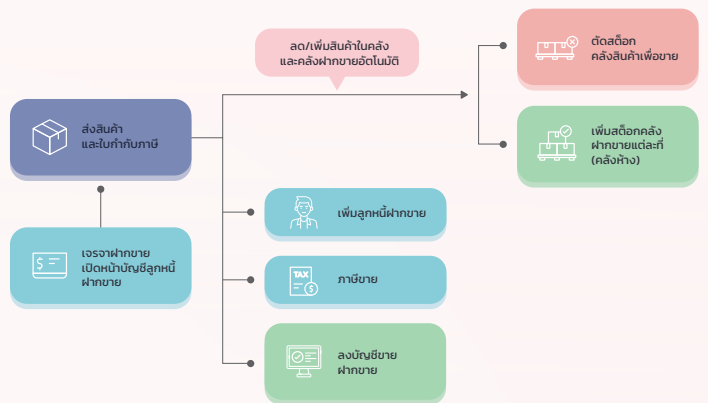 ลด/เพิ่มสินค้าในคลัง
และคลังฝากขายอัตโนมัติ
ตัดสต็อก
คลังสินค้าเพื่อขาย
ส่งสินค้า
และใบกำกับภาษี
เพิ่มสต็อกคลัง
ฝากขายแต่ละที่
(คลังห้าง)
เพิ่มลูกหนี้ฝากขาย
เจรจาฝากขาย
เปิดหน้าบัญชีลูกหนี้
ฝากขาย
TAX
ภาษีขาย
ลงบัญชีขาย
ฝากขาย